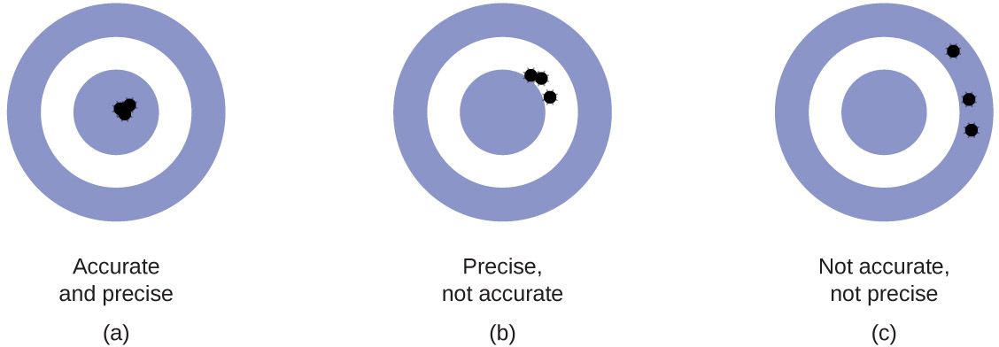 Accurate
and precise
(a)
Precise,
not accurate
(b)
Not accurate,
not precise
(c)